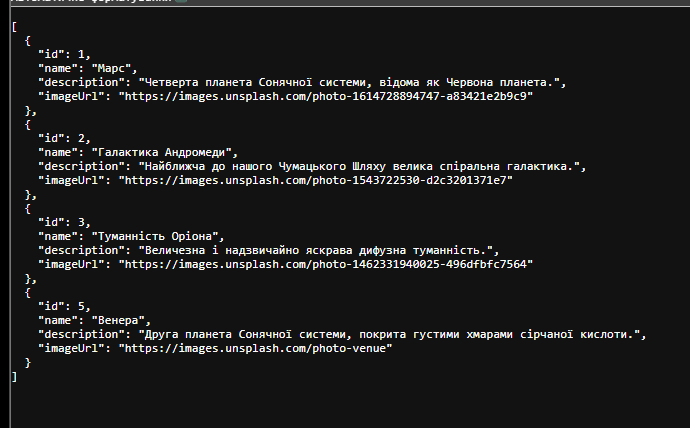 [
  {
    "id": 1,
    "name": "Марс",
    "description": "Четверта планета Сонячної системи, відома як Червона планета.",
    "imageUrl": "https://images.unsplash.com/photo-1614728894747-a83421e2b9c9"
  },
  {
    "id": 2,
    "name": "Галактика Андромеди",
    "description": "Найближча до нашого Чумацького Шляху велика спіральна галактика.",
    "imageUrl": "https://images.unsplash.com/photo-1543722530-d2c3201371e7"
  },
  {
    "id": 3,
    "name": "Туманність Оріона",
    "description": "Величезна і надзвичайно яскрава дифузна туманність.",
    "imageUrl": "https://images.unsplash.com/photo-1462331940025-496dfbfc7564"
  },
  {
    "id": 5,
    "name": "Венера",
    "description": "Друга планета Сонячної системи, покрита густими хмарами сірчаної кислоти.",
    "imageUrl": "https://images.unsplash.com/photo-venue"
  }
]